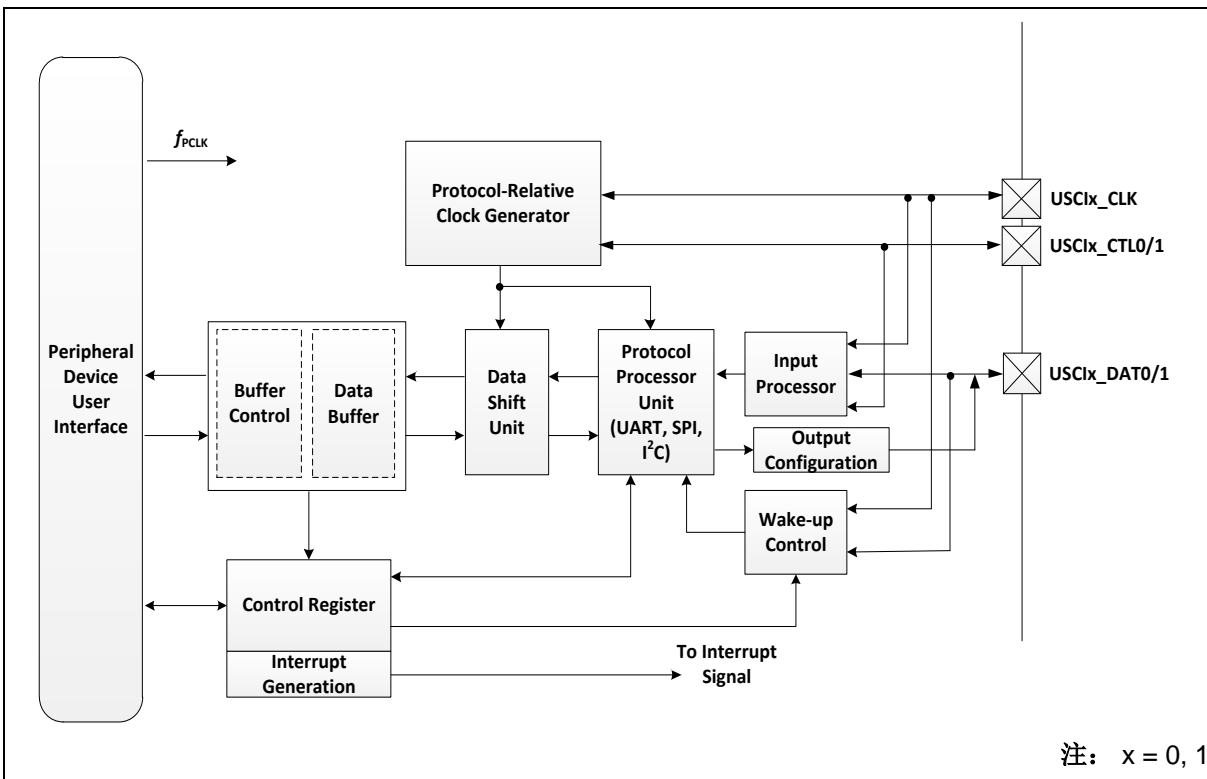 fPCLK
Protocol-Relative
Clock Generator
USCIx_CLK
USCIx_CTL0/1
Peripheral
Device
User
Interface
Buffer
Control
Data
Buffer
Data
Shift
Unit
Protocol
Processor
Unit
(UART, SPI,
I²C)
Input
Processor
USCIx_DAT0/1
Output
Configuration
Wake-up
Control
Control Register
Interrupt
Generation
To Interrupt
Signal
注： x = 0, 1